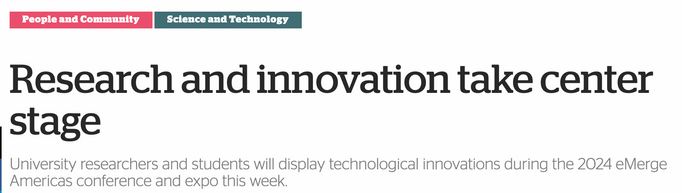 People and Community Science and Technology
Research and innovation take center
stage
University researchers and students will display technological innovations during the 2024 eMerge
Americas conference and expo this week.